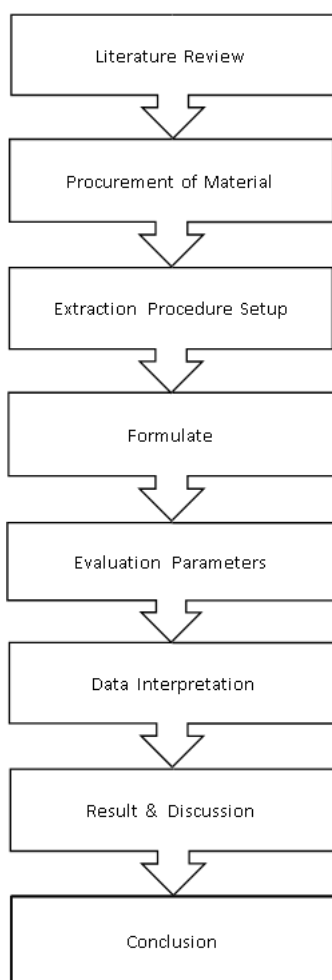 Literature Review
Procurement of Material
Extraction Procedure Setup
Formulate
Evaluation Parameters
Data Interpretation
Result & Discussion
Conclusion